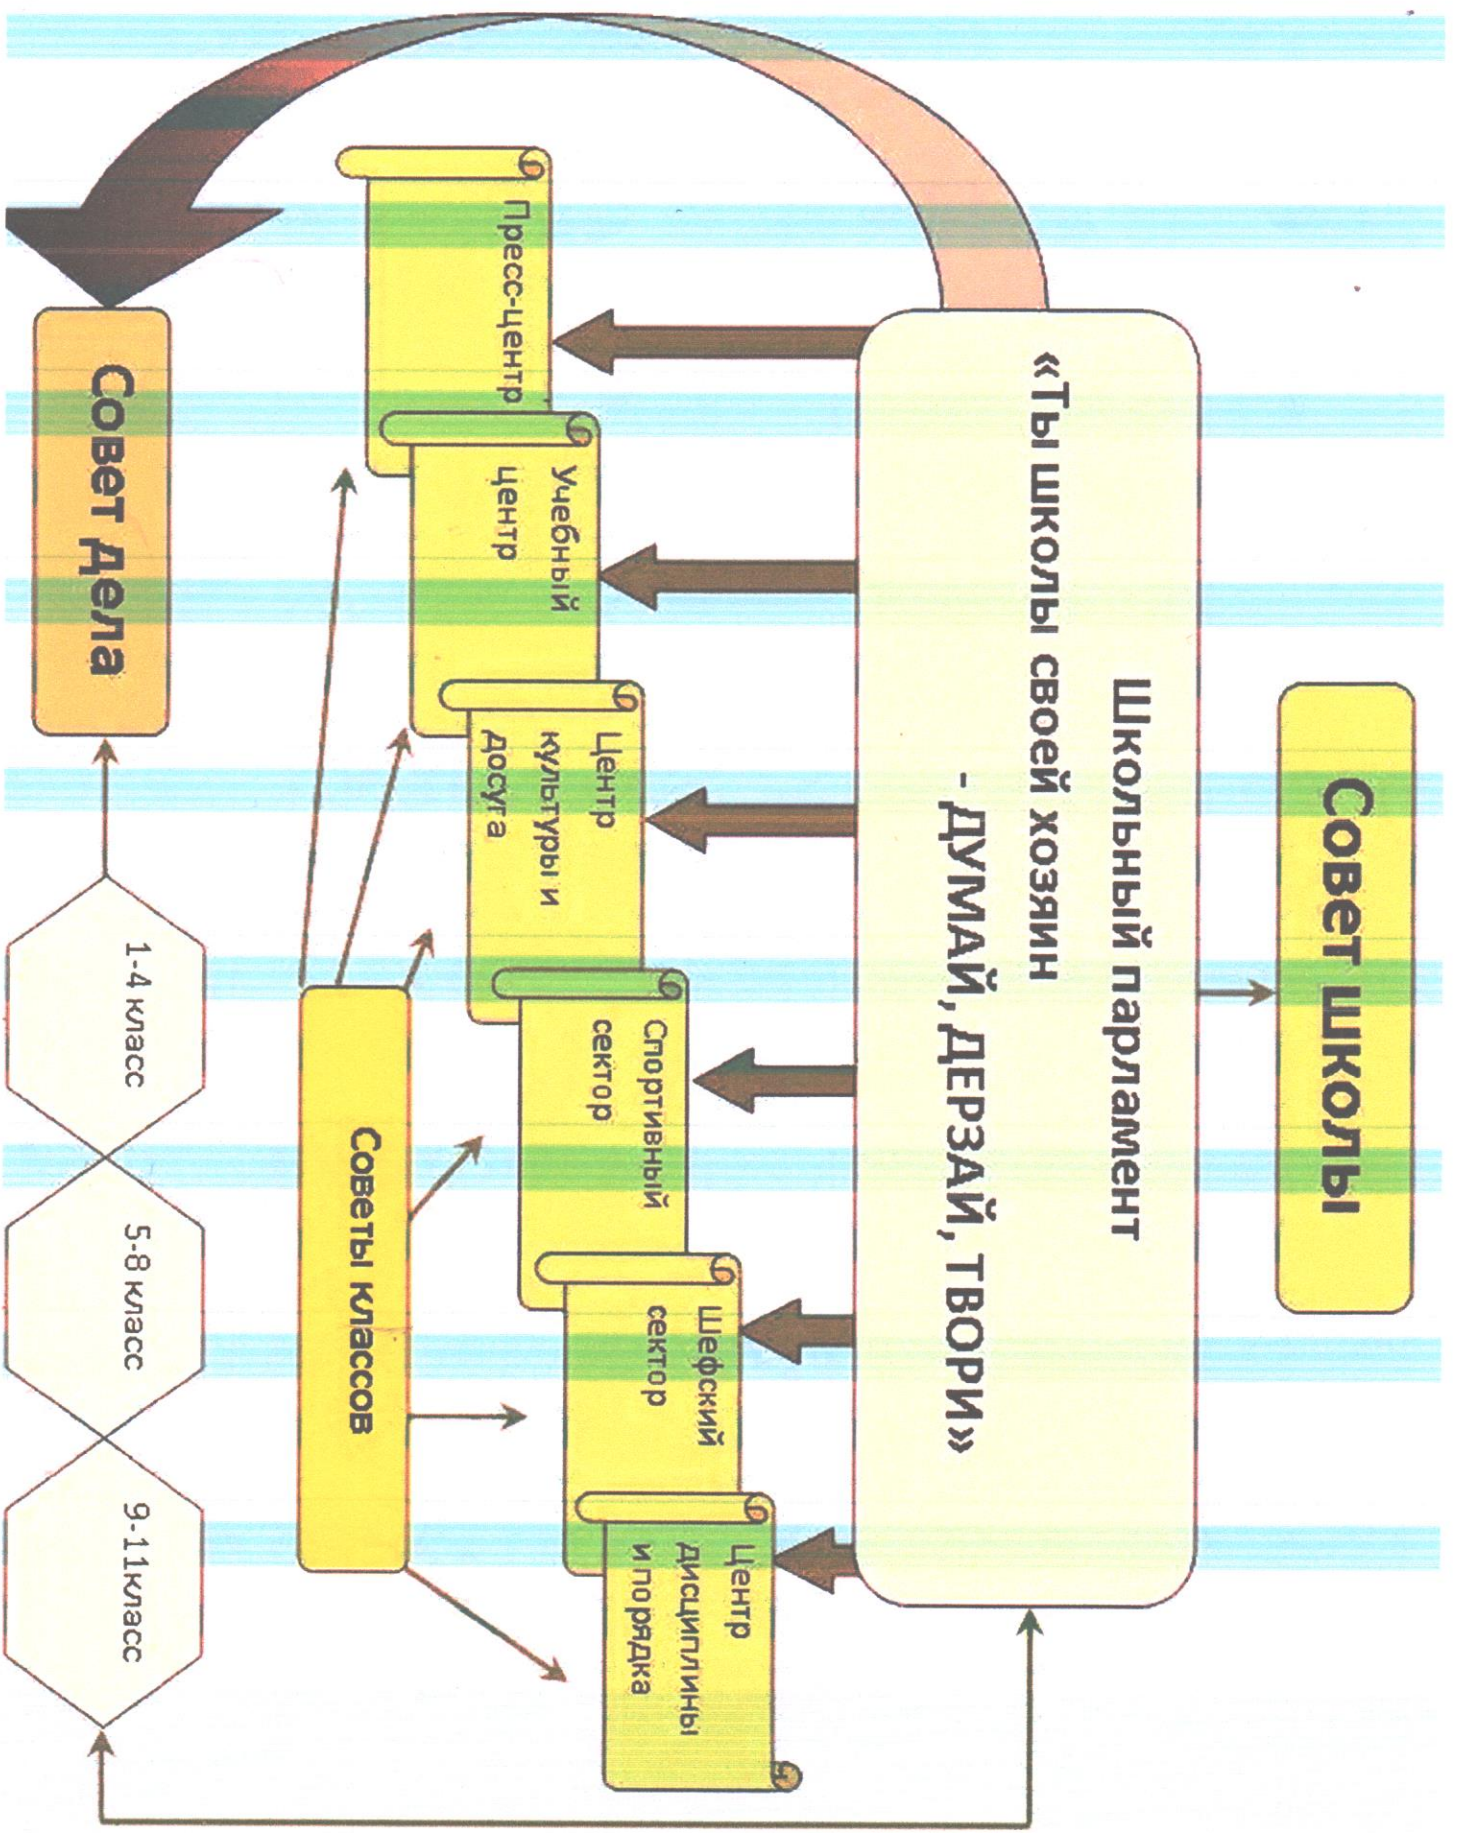 Совет школы
Школьный парламент
«Ты школы своей хозяин
- ДУМАЙ, ДЕРЗАЙ, ТВОРИ»
Пресс-центр
Учебный
центр
Центр
культуры и
досуга
Спортивный
сектор
Шефский
сектор
Центр
дисциплины
и порядка
Советы классов
Совет дела
1-4 класс
5-8 класс
9-11класс